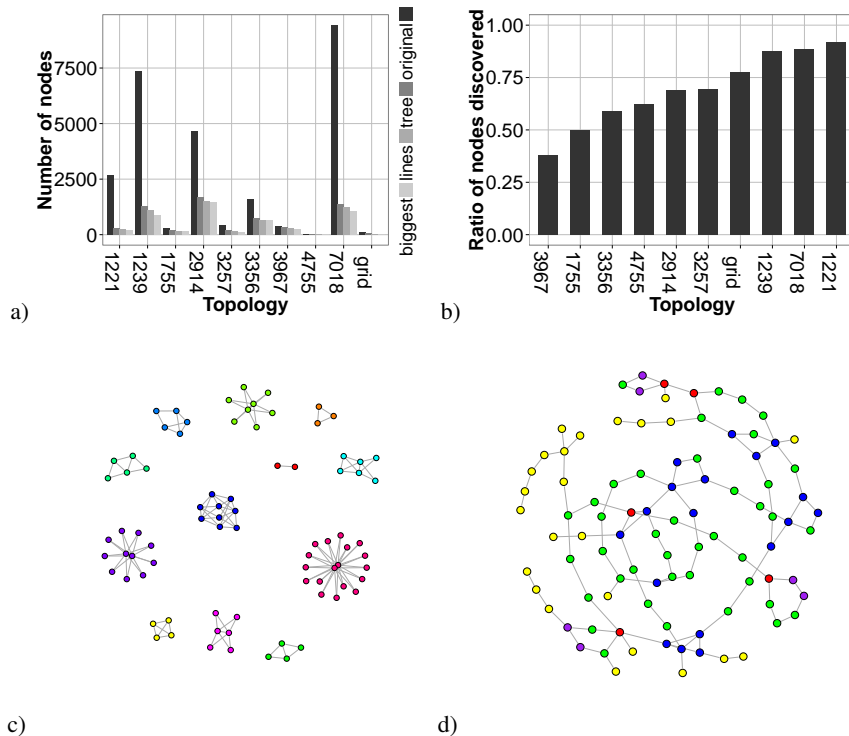 Number of nodes
7500
5000
2500
0
1221
1239
1755
2914
3257
3356
3967
4755
7018
grid
Topology
biggest lines tree original
a)
Ratio of nodes discovered
1.00
0.75
0.50
0.25
0.00
3967
1755
3356
4755
2914
3257
grid
1239
7018
1221
Topology
b)
c)
d)